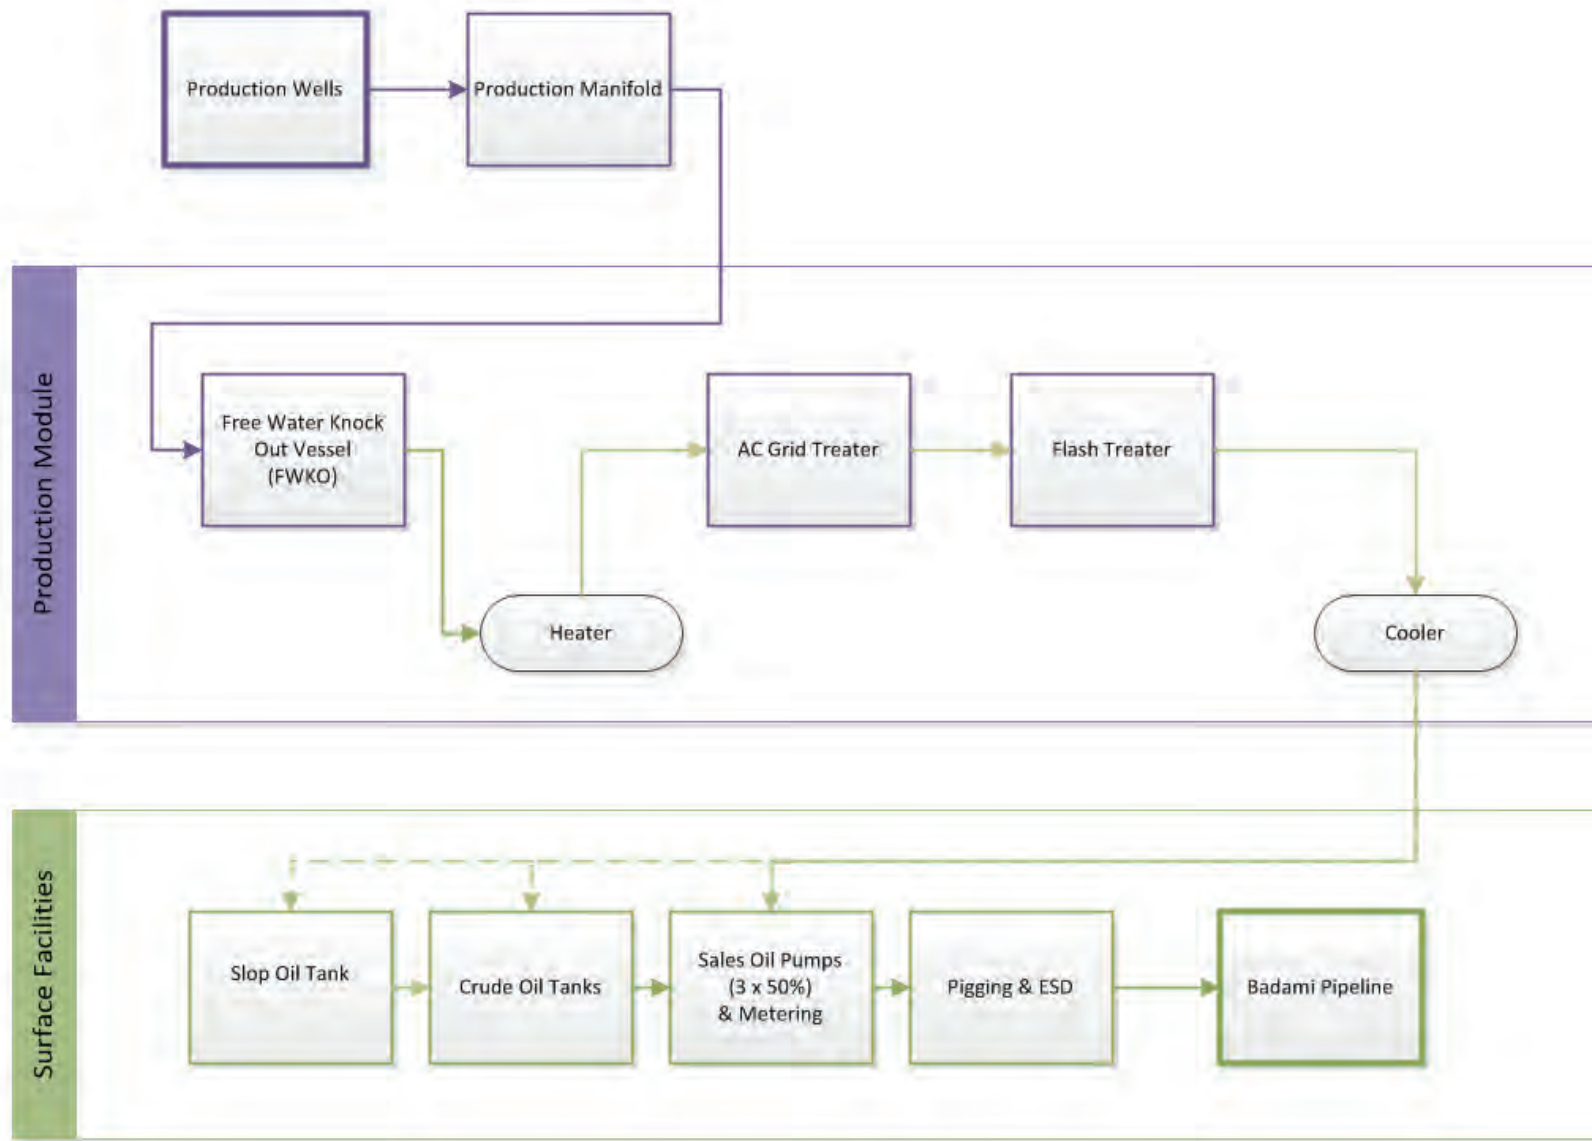 Production Wells
Production Manifold
Production Module
Free Water Knock
Out Vessel
(FWKO)
AC Grid Treater
Flash Treater
Heater
Cooler
Surface Facilities
Slop Oil Tank
Crude Oil Tanks
Sales Oil Pumps
(3 x 50%)
& Metering
Pigging & ESD
Badami Pipeline